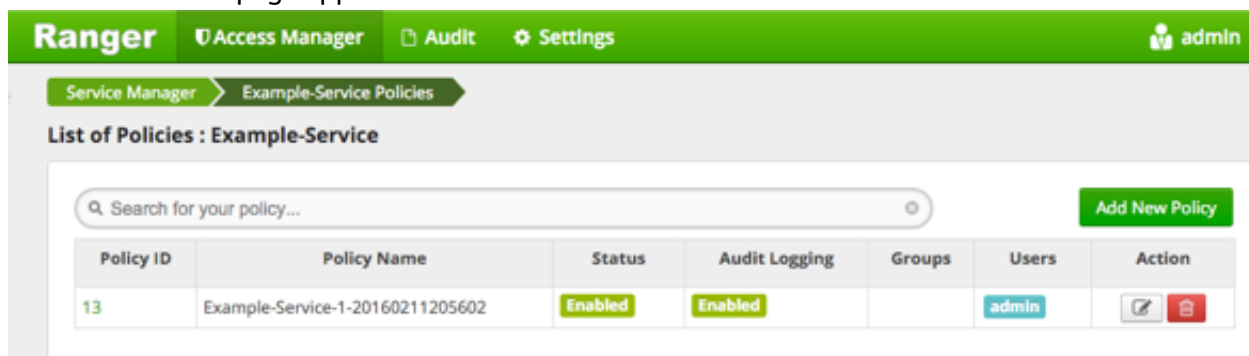 Ranger Access Manager Audit Settings admin
Service Manager Example-Service Policies
List of Policies : Example-Service
Search for your policy... Add New Policy
Policy ID Policy Name Status Audit Logging Groups Users Action
13 Example-Service-1-20160211205602 Enabled Enabled admin